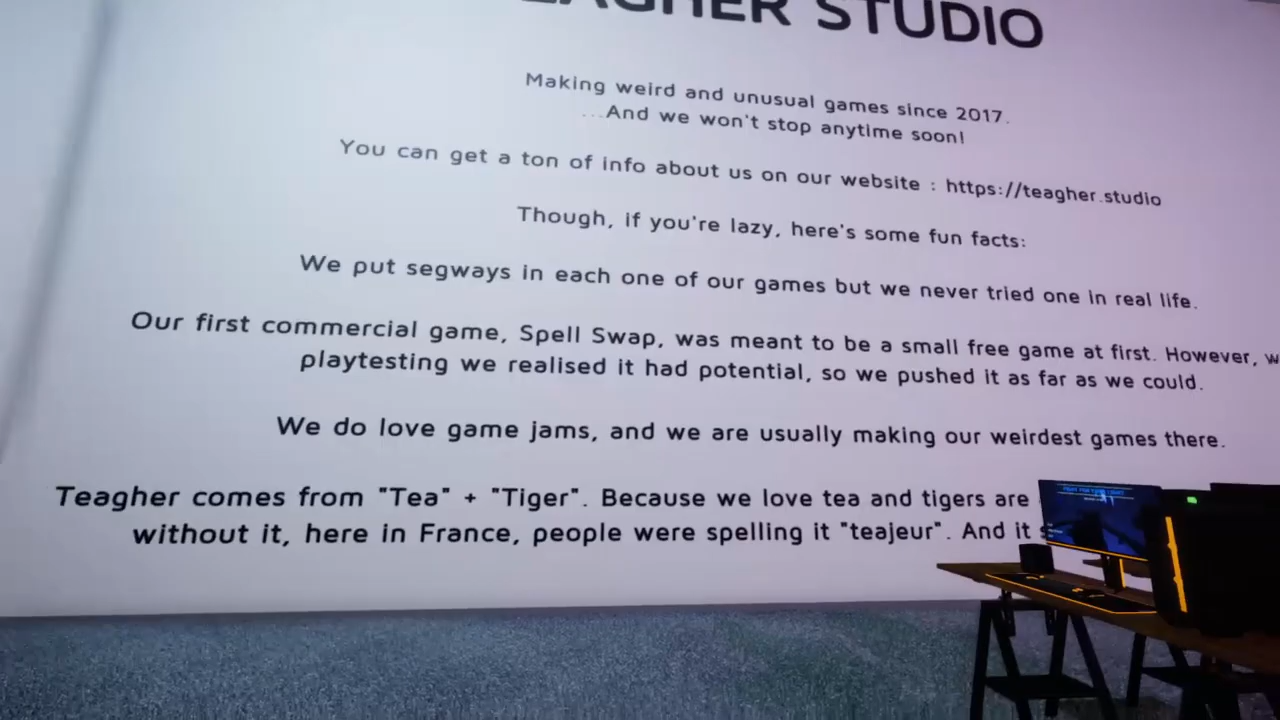 STUDIO
Making weird and unusual games since 2017.
...And we won't stop anytime soon!
You can get a ton of info about us on our website : https://teagher.studio
Though, if you're lazy, here's some fun facts:
We put segways in each one of our games but we never tried one in real life.
Our first commercial game, Spell Swap, was meant to be a small free game at first. However,
playtesting we realised it had potential, so we pushed it as far as we could.
We do love game jams, and we are usually making our weirdest games there.
Teagher comes from "Tea" + "Tiger". Because we love tea and tigers are
without it, here in France, people were spelling it "teajeur". And it